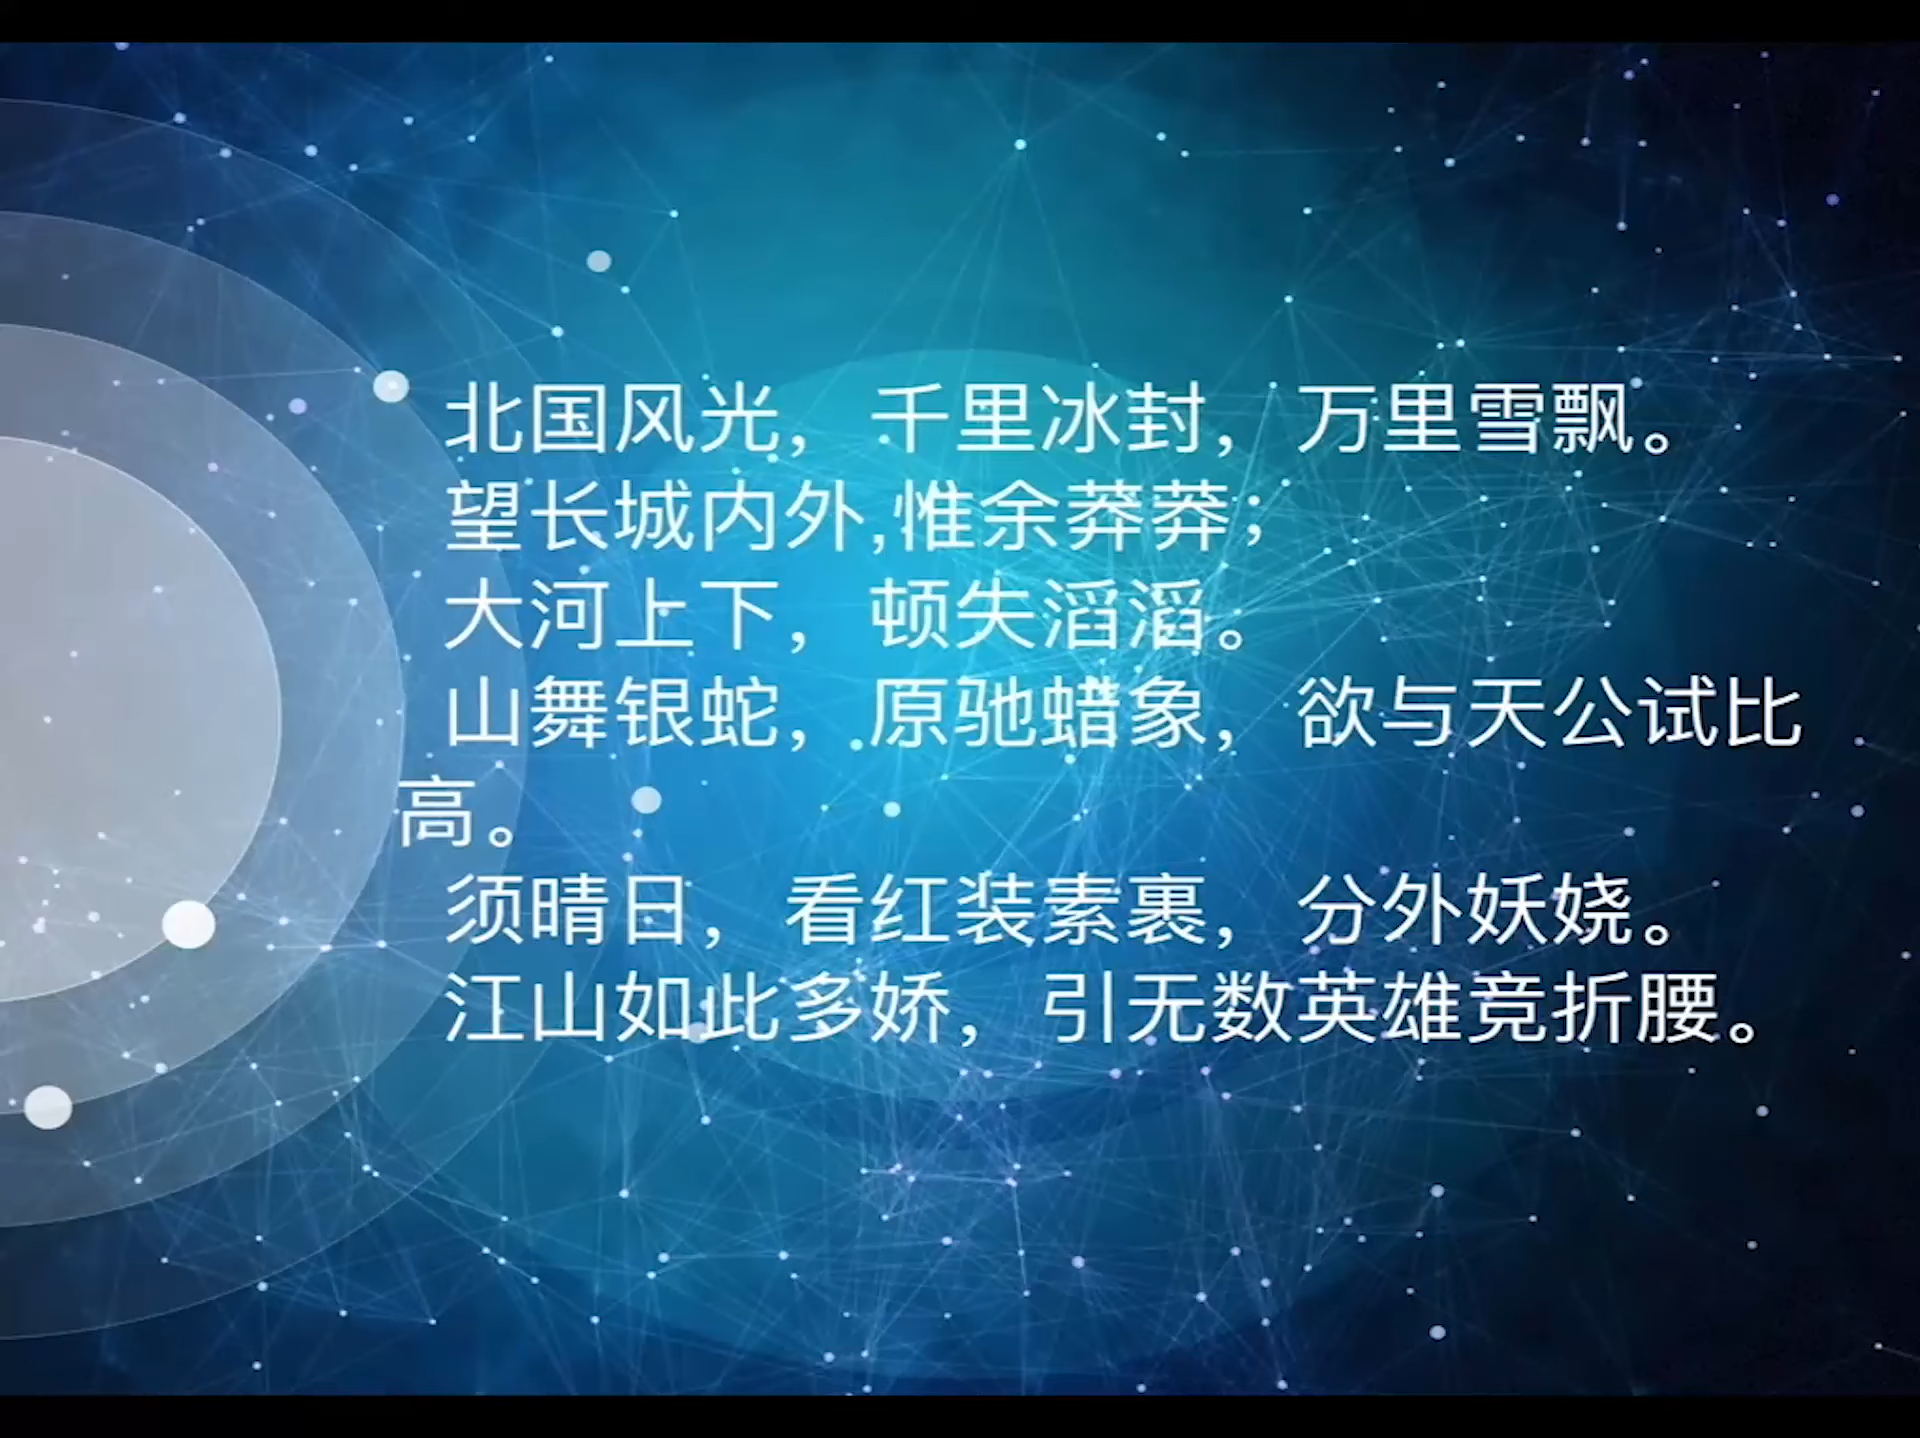 北国风光，千里冰封，万里雪飘。
望长城内外,惟余莽莽；
大河上下，顿失滔滔。
山舞银蛇，原驰蜡象，欲与天公试比
高。
须晴日，看红装素裹，分外妖娆。
江山如此多娇，引无数英雄竞折腰。